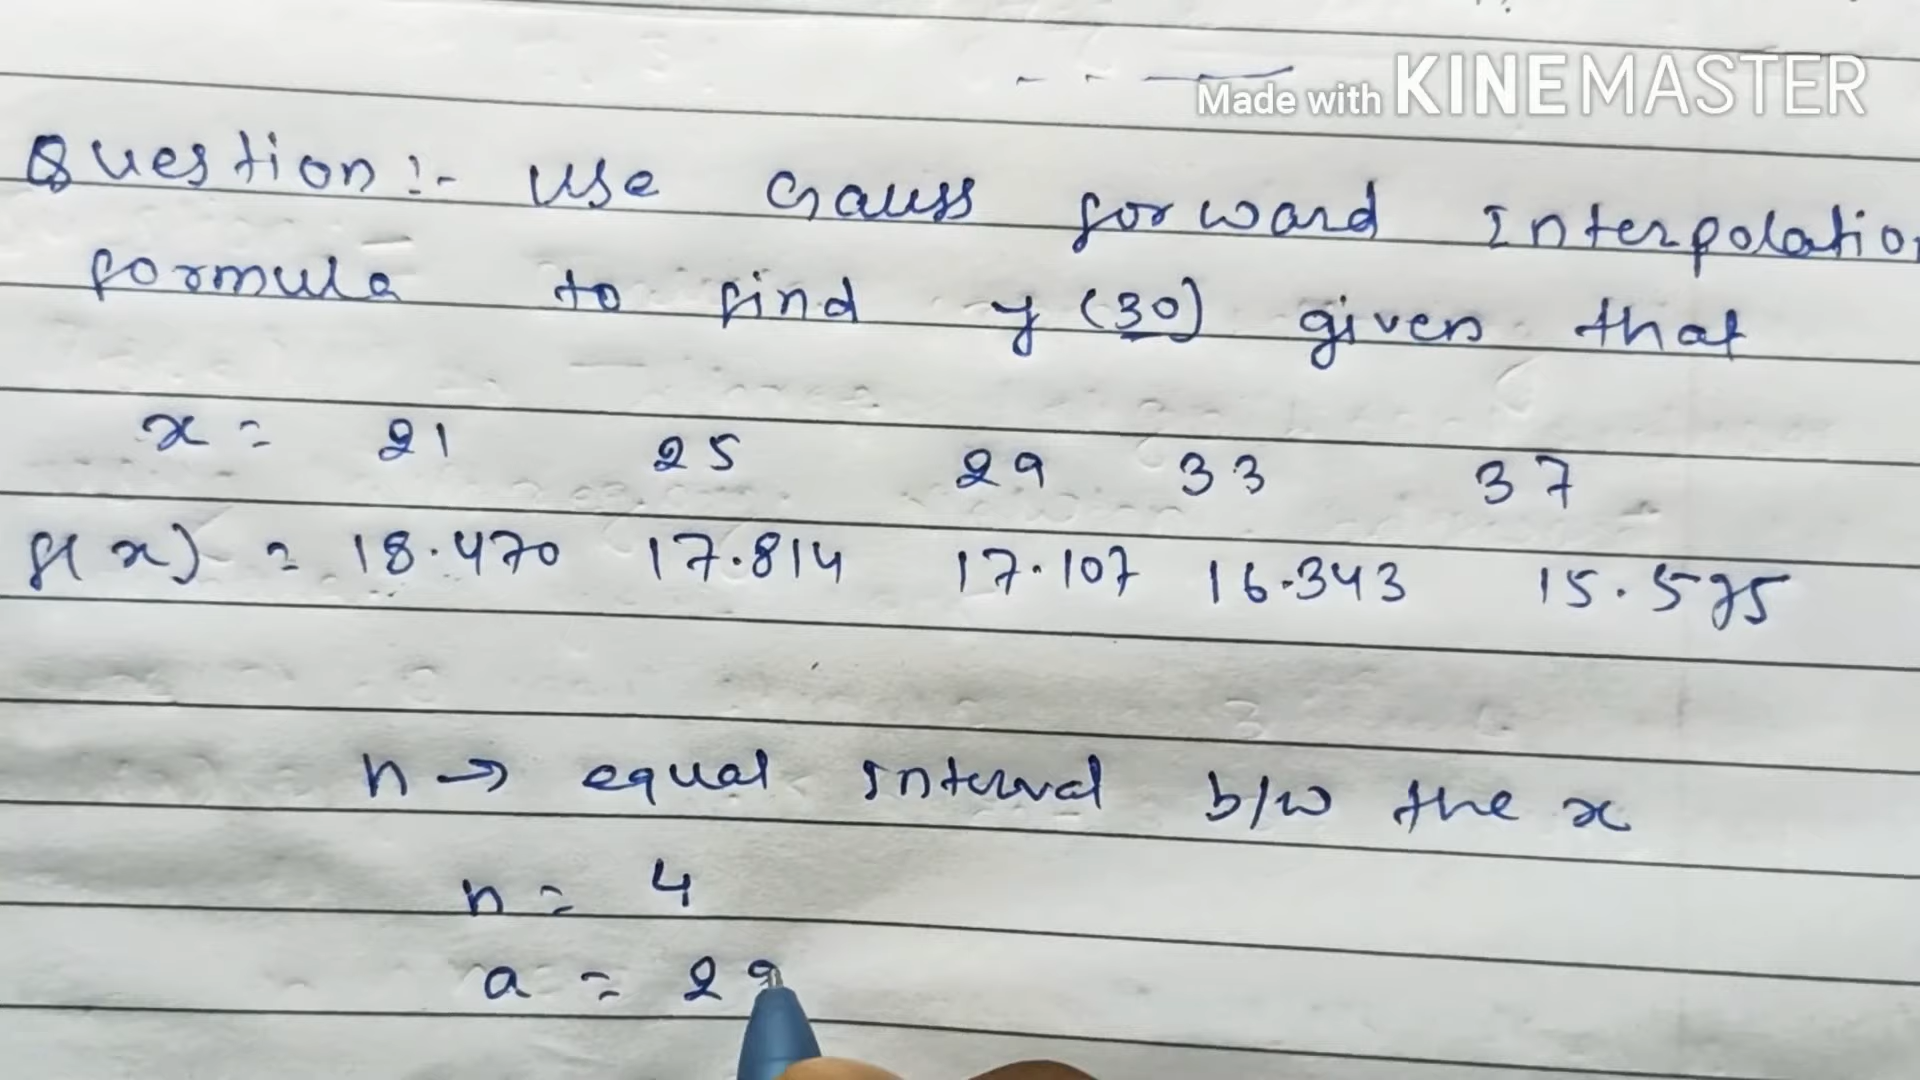 Made with KINEMASTER
Question :- Use Gauss forward Interpolation
formula to find y (30) given that
x = 21 25 29 33 37
f(x) = 18.470 17.814 17.107 16.343 15.515
h → equal interval b/w the x
h = 4
a = 29